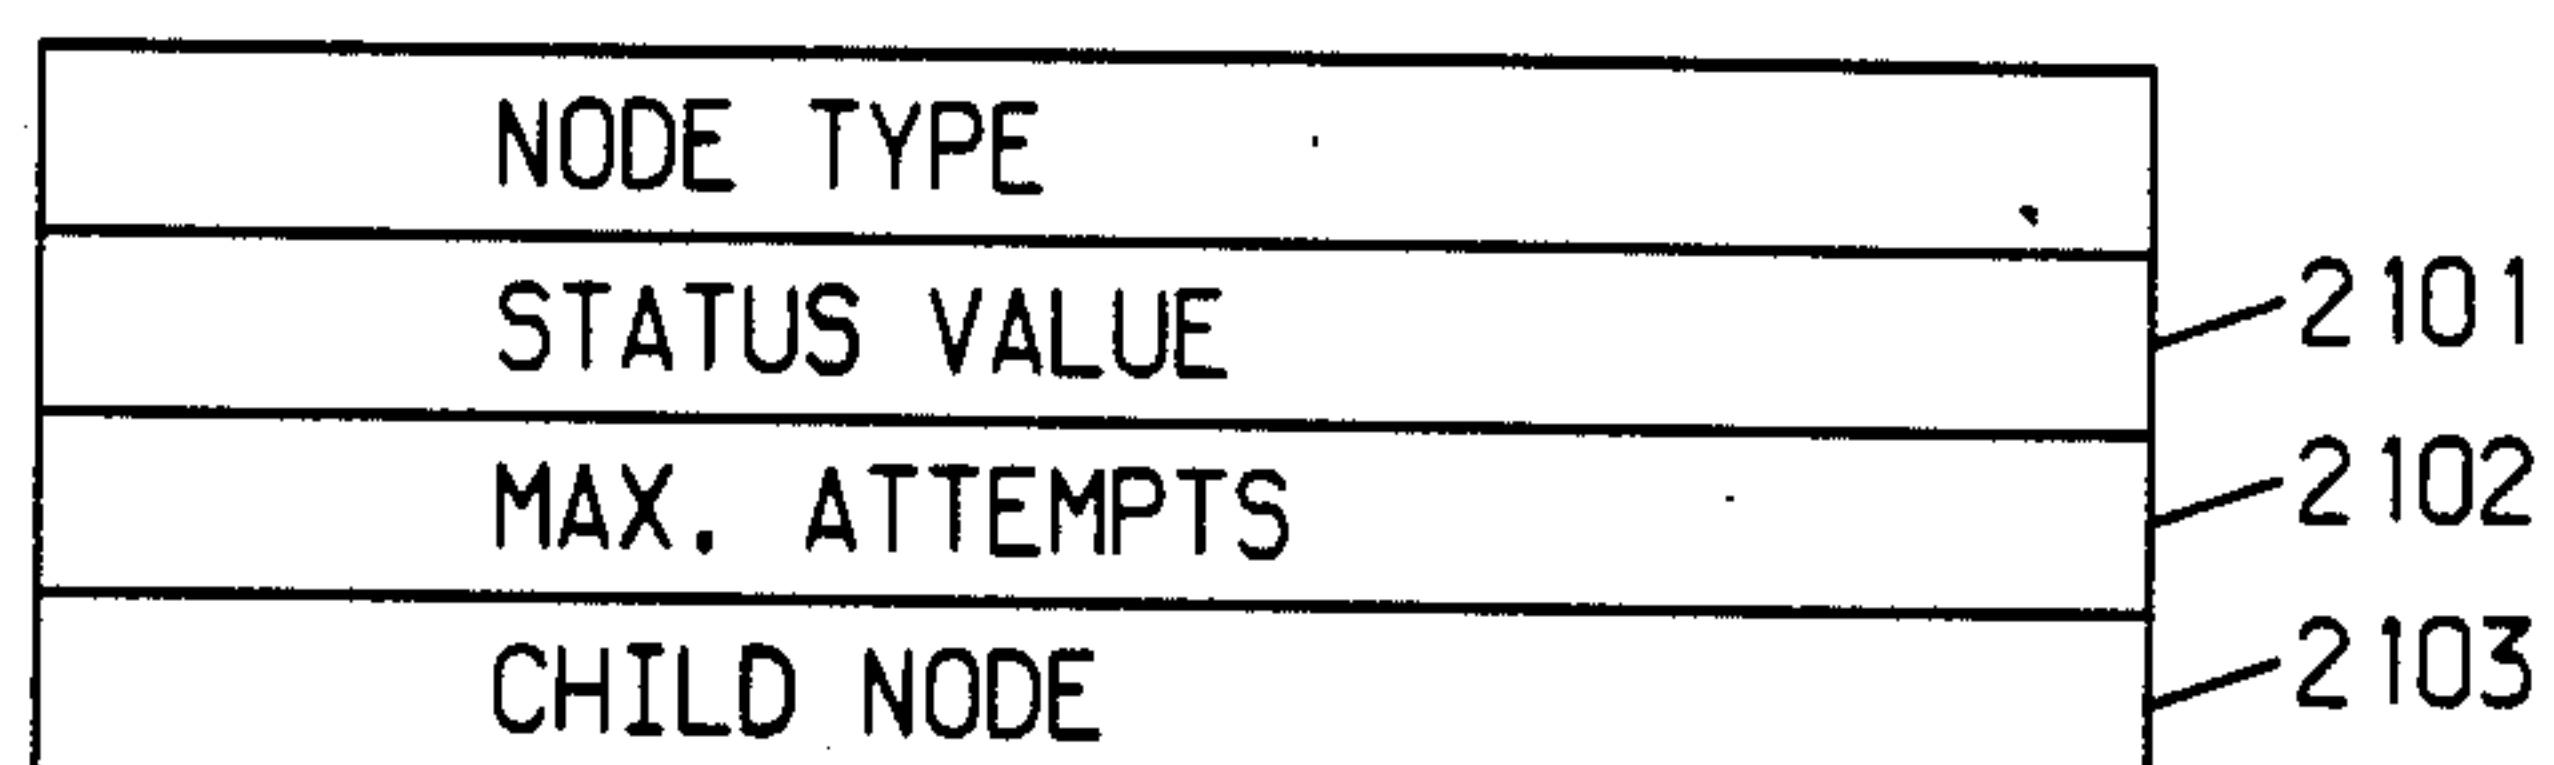 NODE TYPE
STATUS VALUE 2101
MAX. ATTEMPTS 2102
CHILD NODE 2103